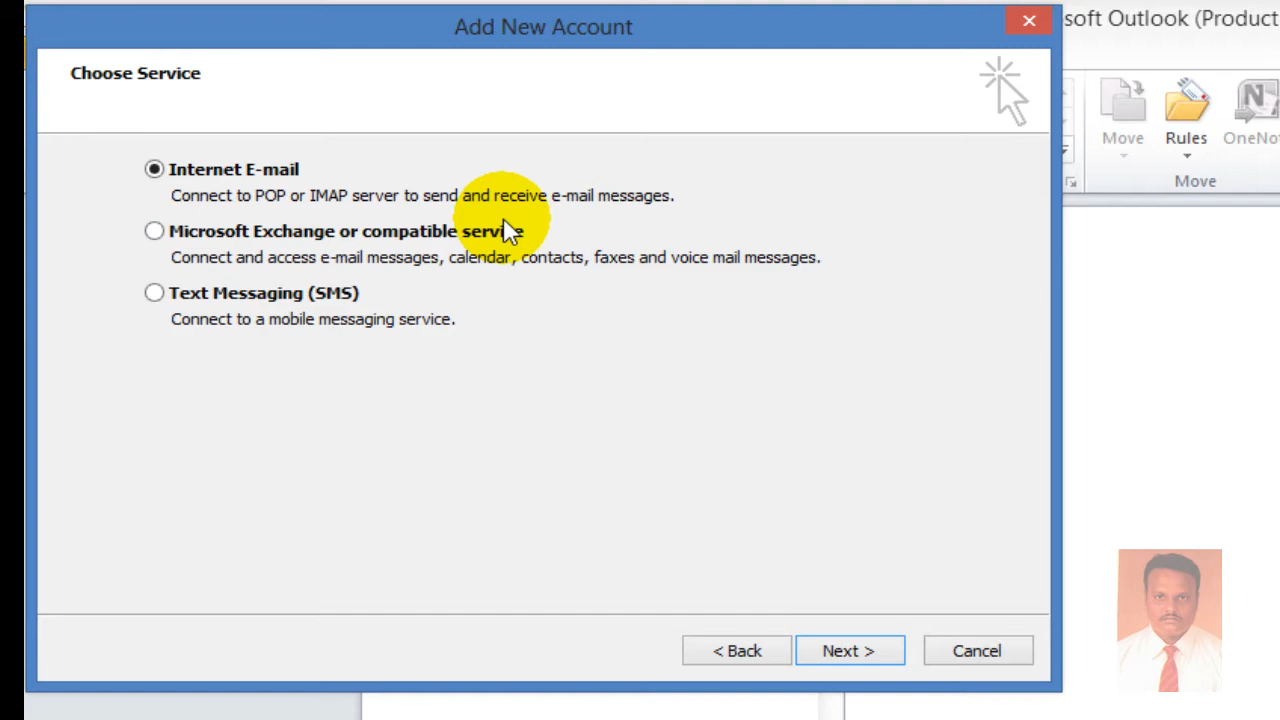 Add New Account
soft Outlook (Product
Choose Service
Move
Rules
Move
Internet E-mail
Connect to POP or IMAP server to send and receive e-mail messages.
Microsoft Exchange or compatible service
Connect and access e-mail messages, calendar, contacts, faxes and voice mail messages.
Text Messaging (SMS)
Connect to a mobile messaging service.
< Back
Next >
Cancel